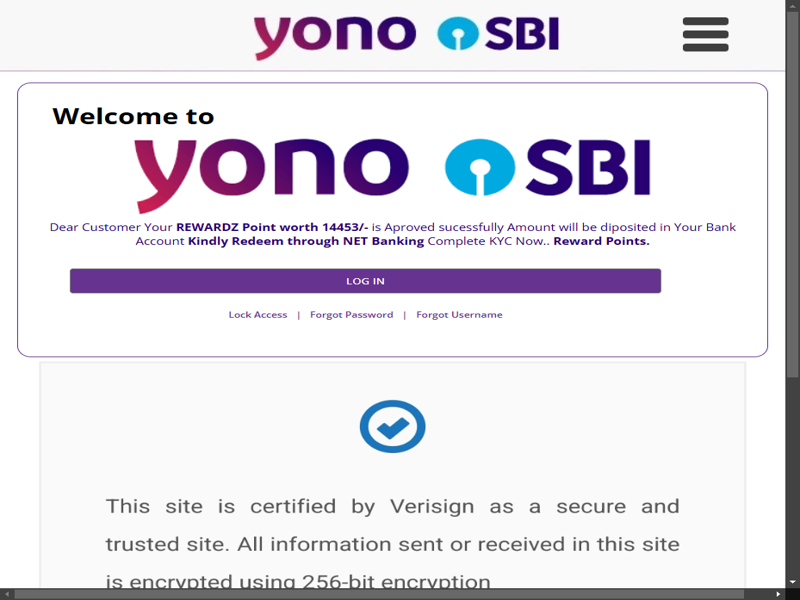 yono SBI
Welcome to
yono SBI
Dear Customer Your REWARDZ Point worth 14453/- is Aproved sucessfully Amount will be diposited in Your Bank
Account Kindly Redeem through NET Banking Complete KYC Now.. Reward Points.
LOG IN
Lock Access | Forgot Password | Forgot Username
This site is certified by Verisign as a secure and
trusted site. All information sent or received in this site
is encrypted using 256-bit encryption